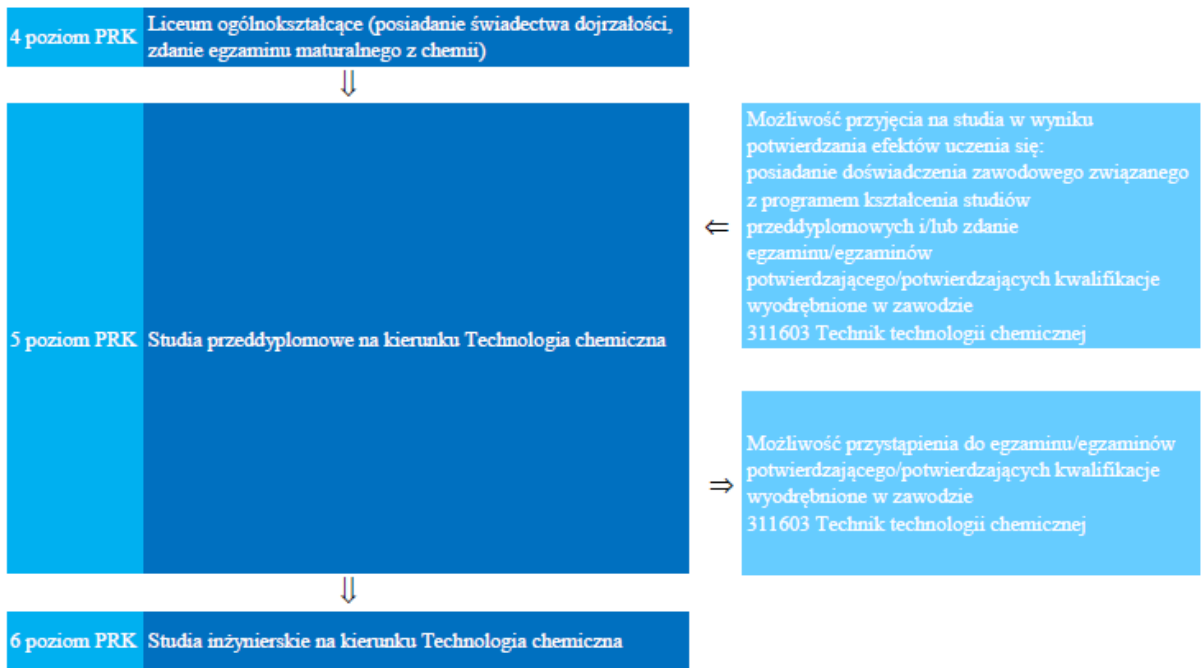 4 poziom PRK
Liceum ogólnokształcące (posiadanie świadectwa dojrzałości,
zdanie egzaminu maturalnego z chemii)
⇓
5 poziom PRK
Studia przeddyplomowe na kierunku Technologia chemiczna
⇐
Możliwość przyjęcia na studia w wyniku
potwierdzania efektów uczenia się:
posiadanie doświadczenia zawodowego związanego
z programem kształcenia studiów
przeddyplomowych i/lub zdanie
egzaminu/egzaminów
potwierdzającego/potwierdzających kwalifikacje
wyodrębnione w zawodzie
311603 Technik technologii chemicznej
⇒
Możliwość przystąpienia do egzaminu/egzaminów
potwierdzającego/potwierdzających kwalifikacje
wyodrębnione w zawodzie
311603 Technik technologii chemicznej
⇓
6 poziom PRK
Studia inżynierskie na kierunku Technologia chemiczna